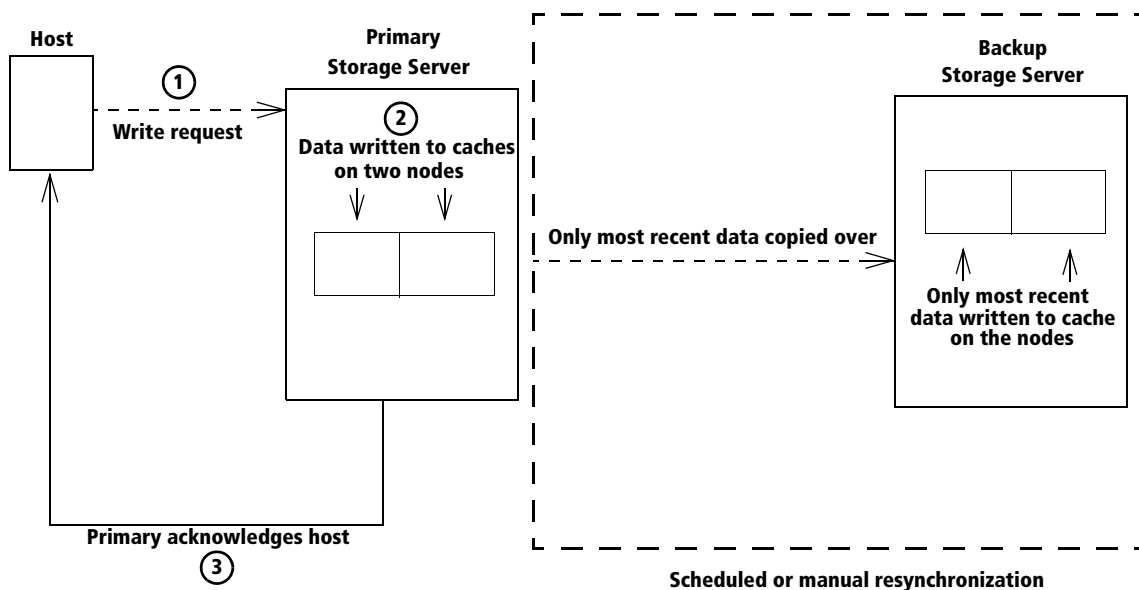 Host
1
Write request
Primary
Storage Server
2
Data written to caches
on two nodes
Primary acknowledges host
3
Only most recent data copied over
Backup
Storage Server
Only most recent
data written to cache
on the nodes
Scheduled or manual resynchronization